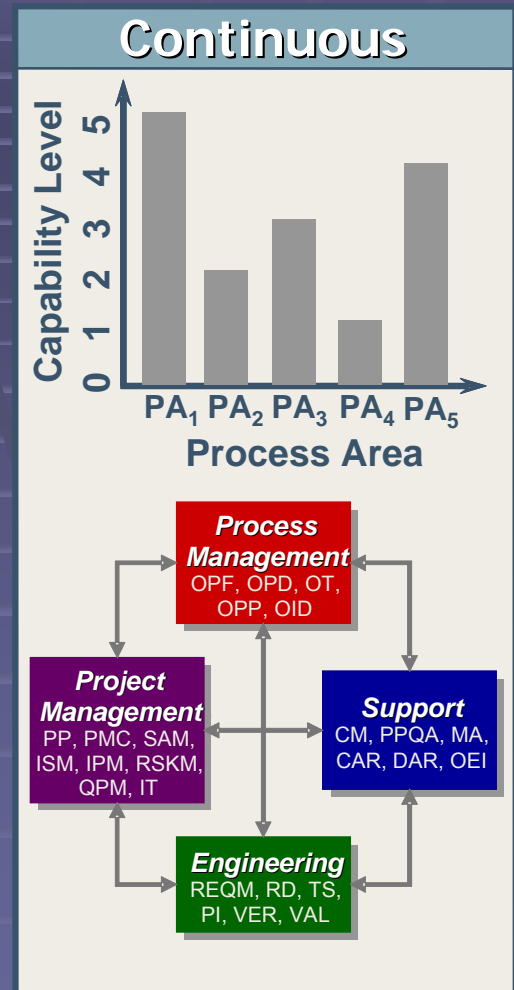 Continuous
Capability Level
5
4
3
2
1
0
PA1 PA2 PA3 PA4 PA5
Process Area
Process
Management
OPF, OPD, OT,
OPP, OID
Project
Management
PP, PMC, SAM,
ISM, IPM, RSKM,
QPM, IT
Support
CM, PPQA, MA,
CAR, DAR, OEI
Engineering
REQM, RD, TS,
PI, VER, VAL